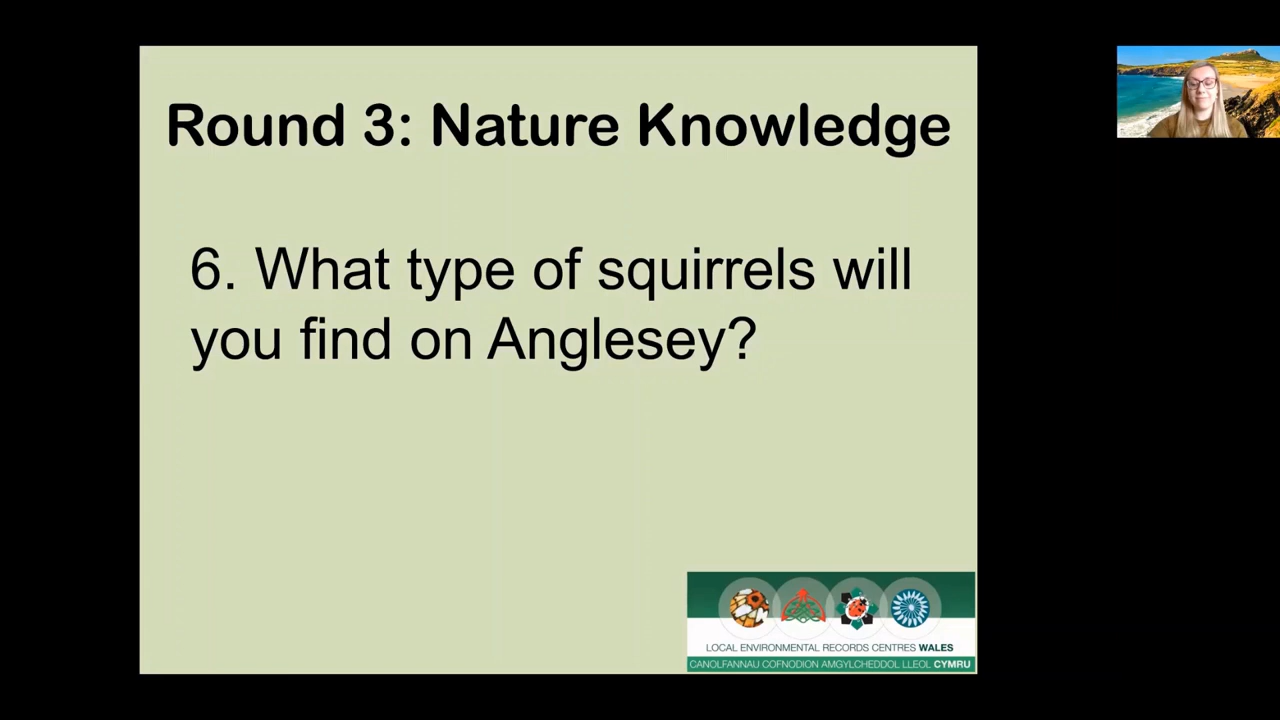 Round 3: Nature Knowledge
6. What type of squirrels will
you find on Anglesey?
LOCAL ENVIRONMENTAL RECORDS CENTRES WALES
CANOLFANNAU COFNODION AMGYLCHEDDOL LLEOL CYMRU